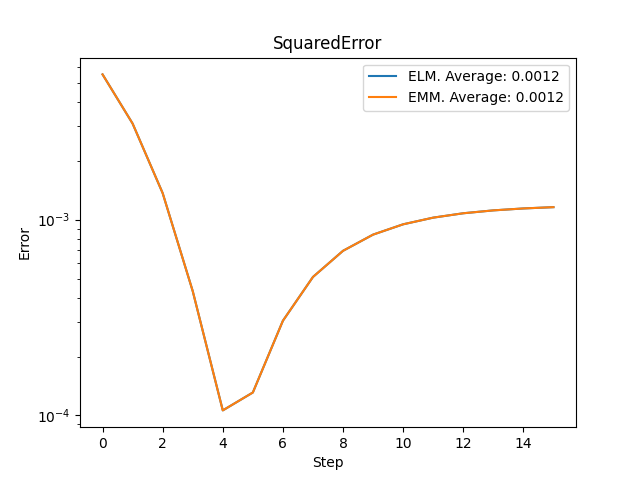 SquaredError
ELM. Average: 0.0012
EMM. Average: 0.0012
Error
10⁻³
10⁻⁴
0 2 4 6 8 10 12 14
Step